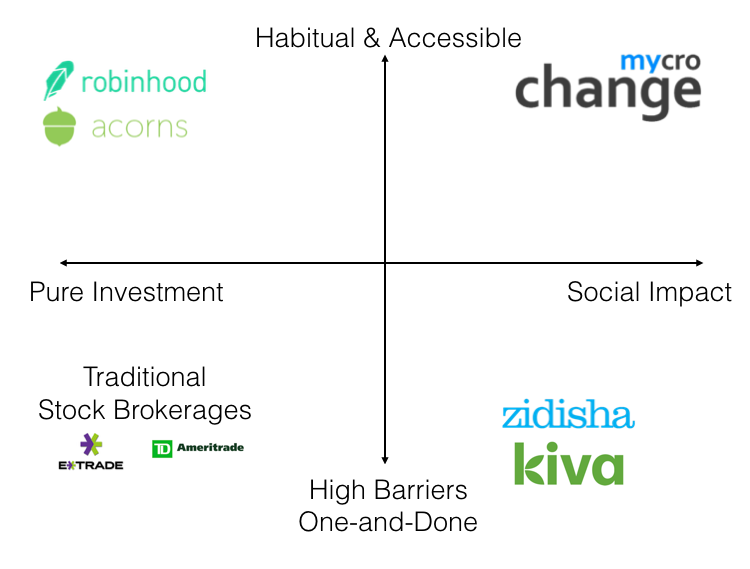 Habitual & Accessible
robinhood
acorns
mycro
change
Pure Investment
Social Impact
Traditional
Stock Brokerages
E*TRADE
TD Ameritrade
zidisha
kiva
High Barriers
One-and-Done